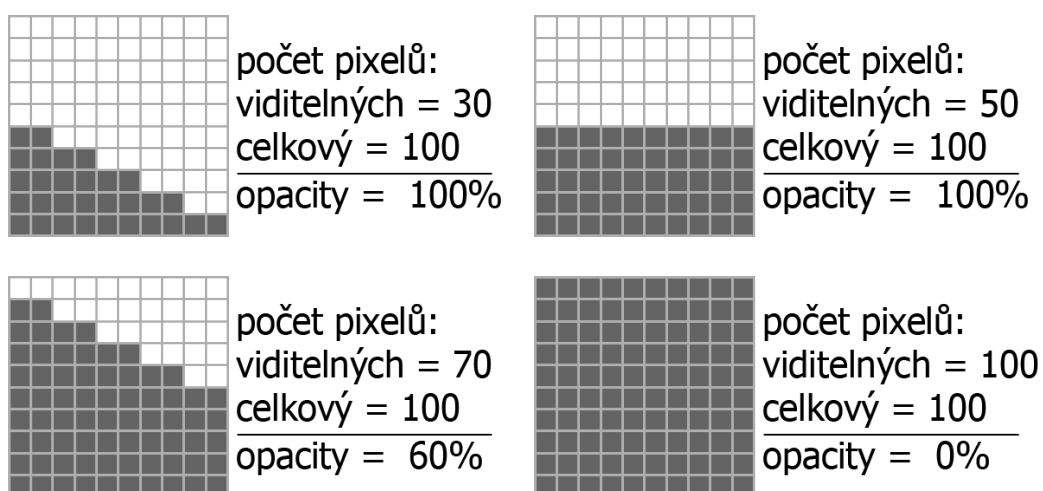 počet pixelů:
viditelných = 30
celkový = 100
opacity = 100%
počet pixelů:
viditelných = 50
celkový = 100
opacity = 100%
počet pixelů:
viditelných = 70
celkový = 100
opacity = 60%
počet pixelů:
viditelných = 100
celkový = 100
opacity = 0%